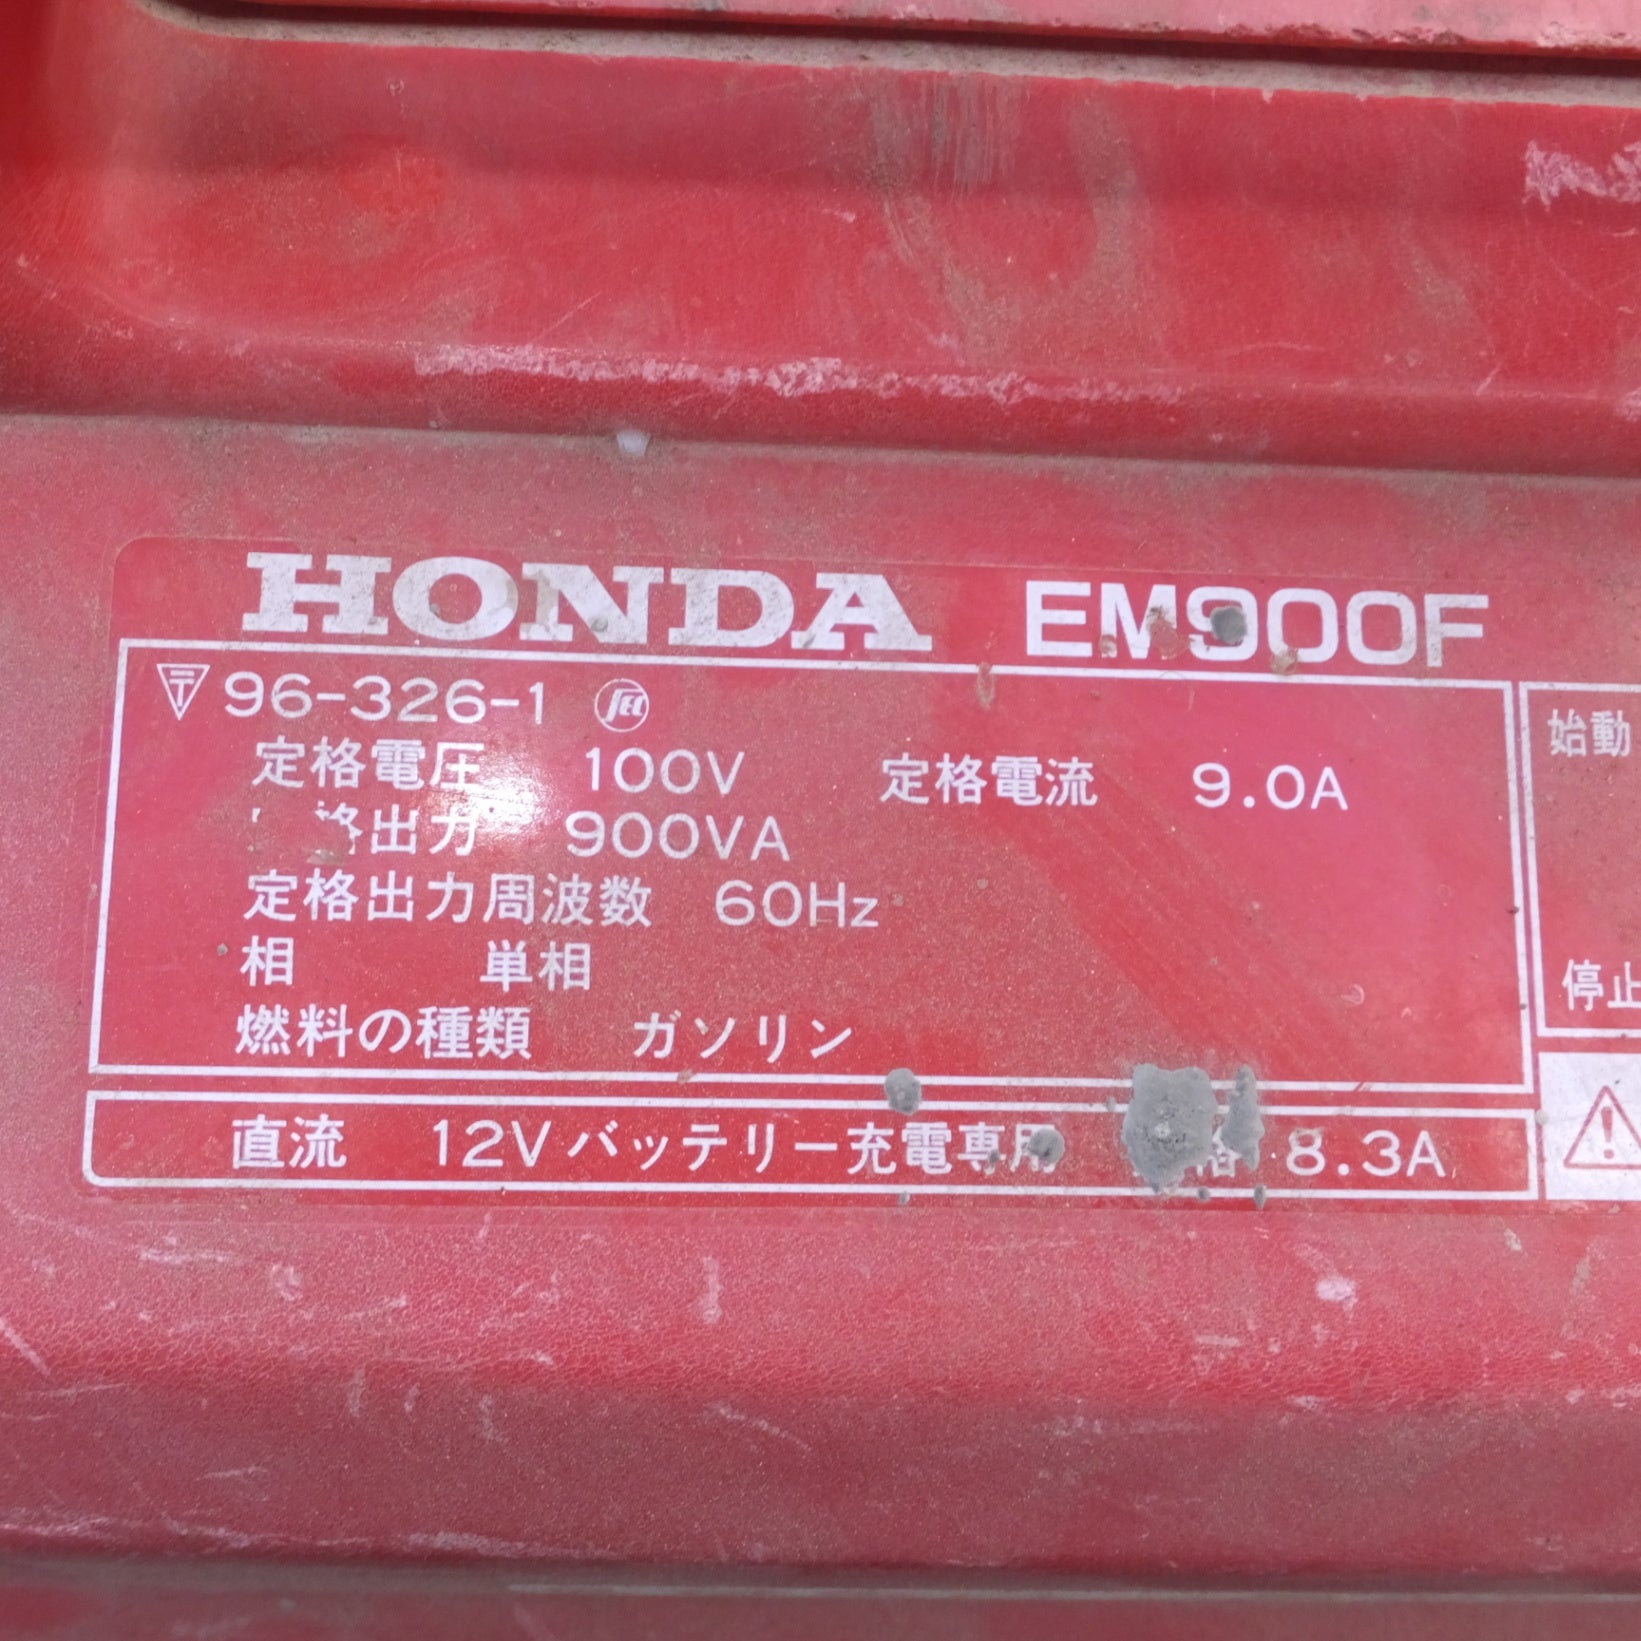 HONDA EM900F
96-326-1
定格電圧 100V 定格電流 9.0A
格出力 900VA
定格出力周波数 60Hz
相 単相
燃料の種類 ガソリン
直流 12Vバッテリー充電専用 格 8.3A
始動
停止